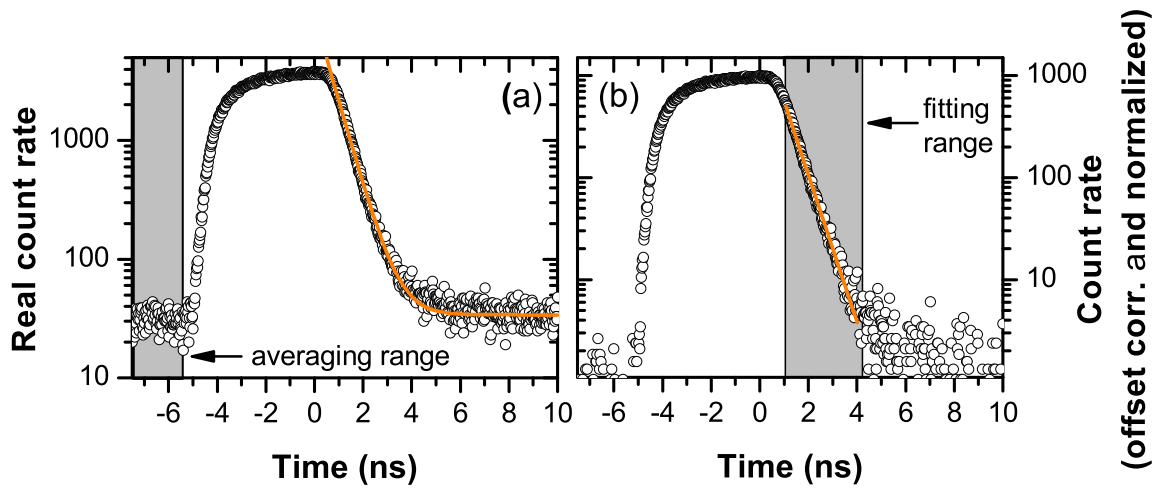 Real count rate
1000
100
10
(a)
averaging range
-6 -4 -2 0 2 4 6 8 10
Time (ns)
(b)
fitting
range
-6 -4 -2 0 2 4 6 8 10
Time (ns)
1000
100
10
Count rate
(offset corr. and normalized)